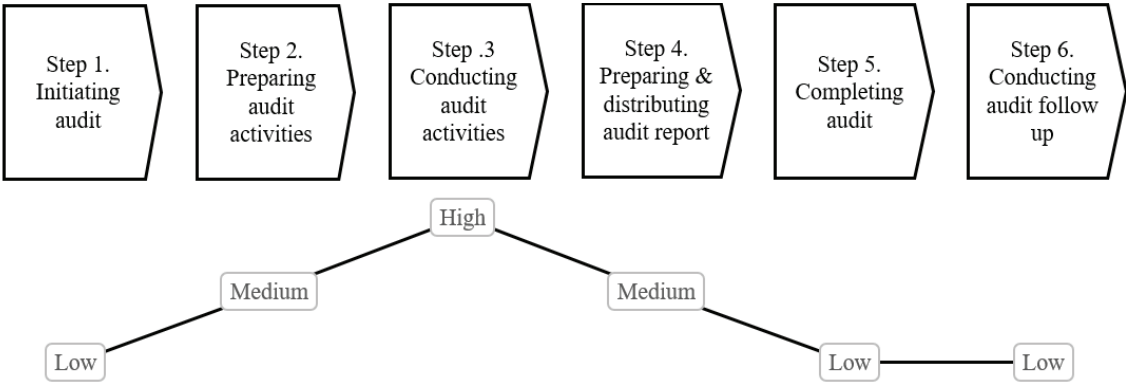 Step 1.
Initiating
audit
Step 2.
Preparing
audit
activities
Step .3
Conducting
audit
activities
Step 4.
Preparing &
distributing
audit report
Step 5.
Completing
audit
Step 6.
Conducting
audit follow
up
High
Medium
Medium
Low
Low
Low